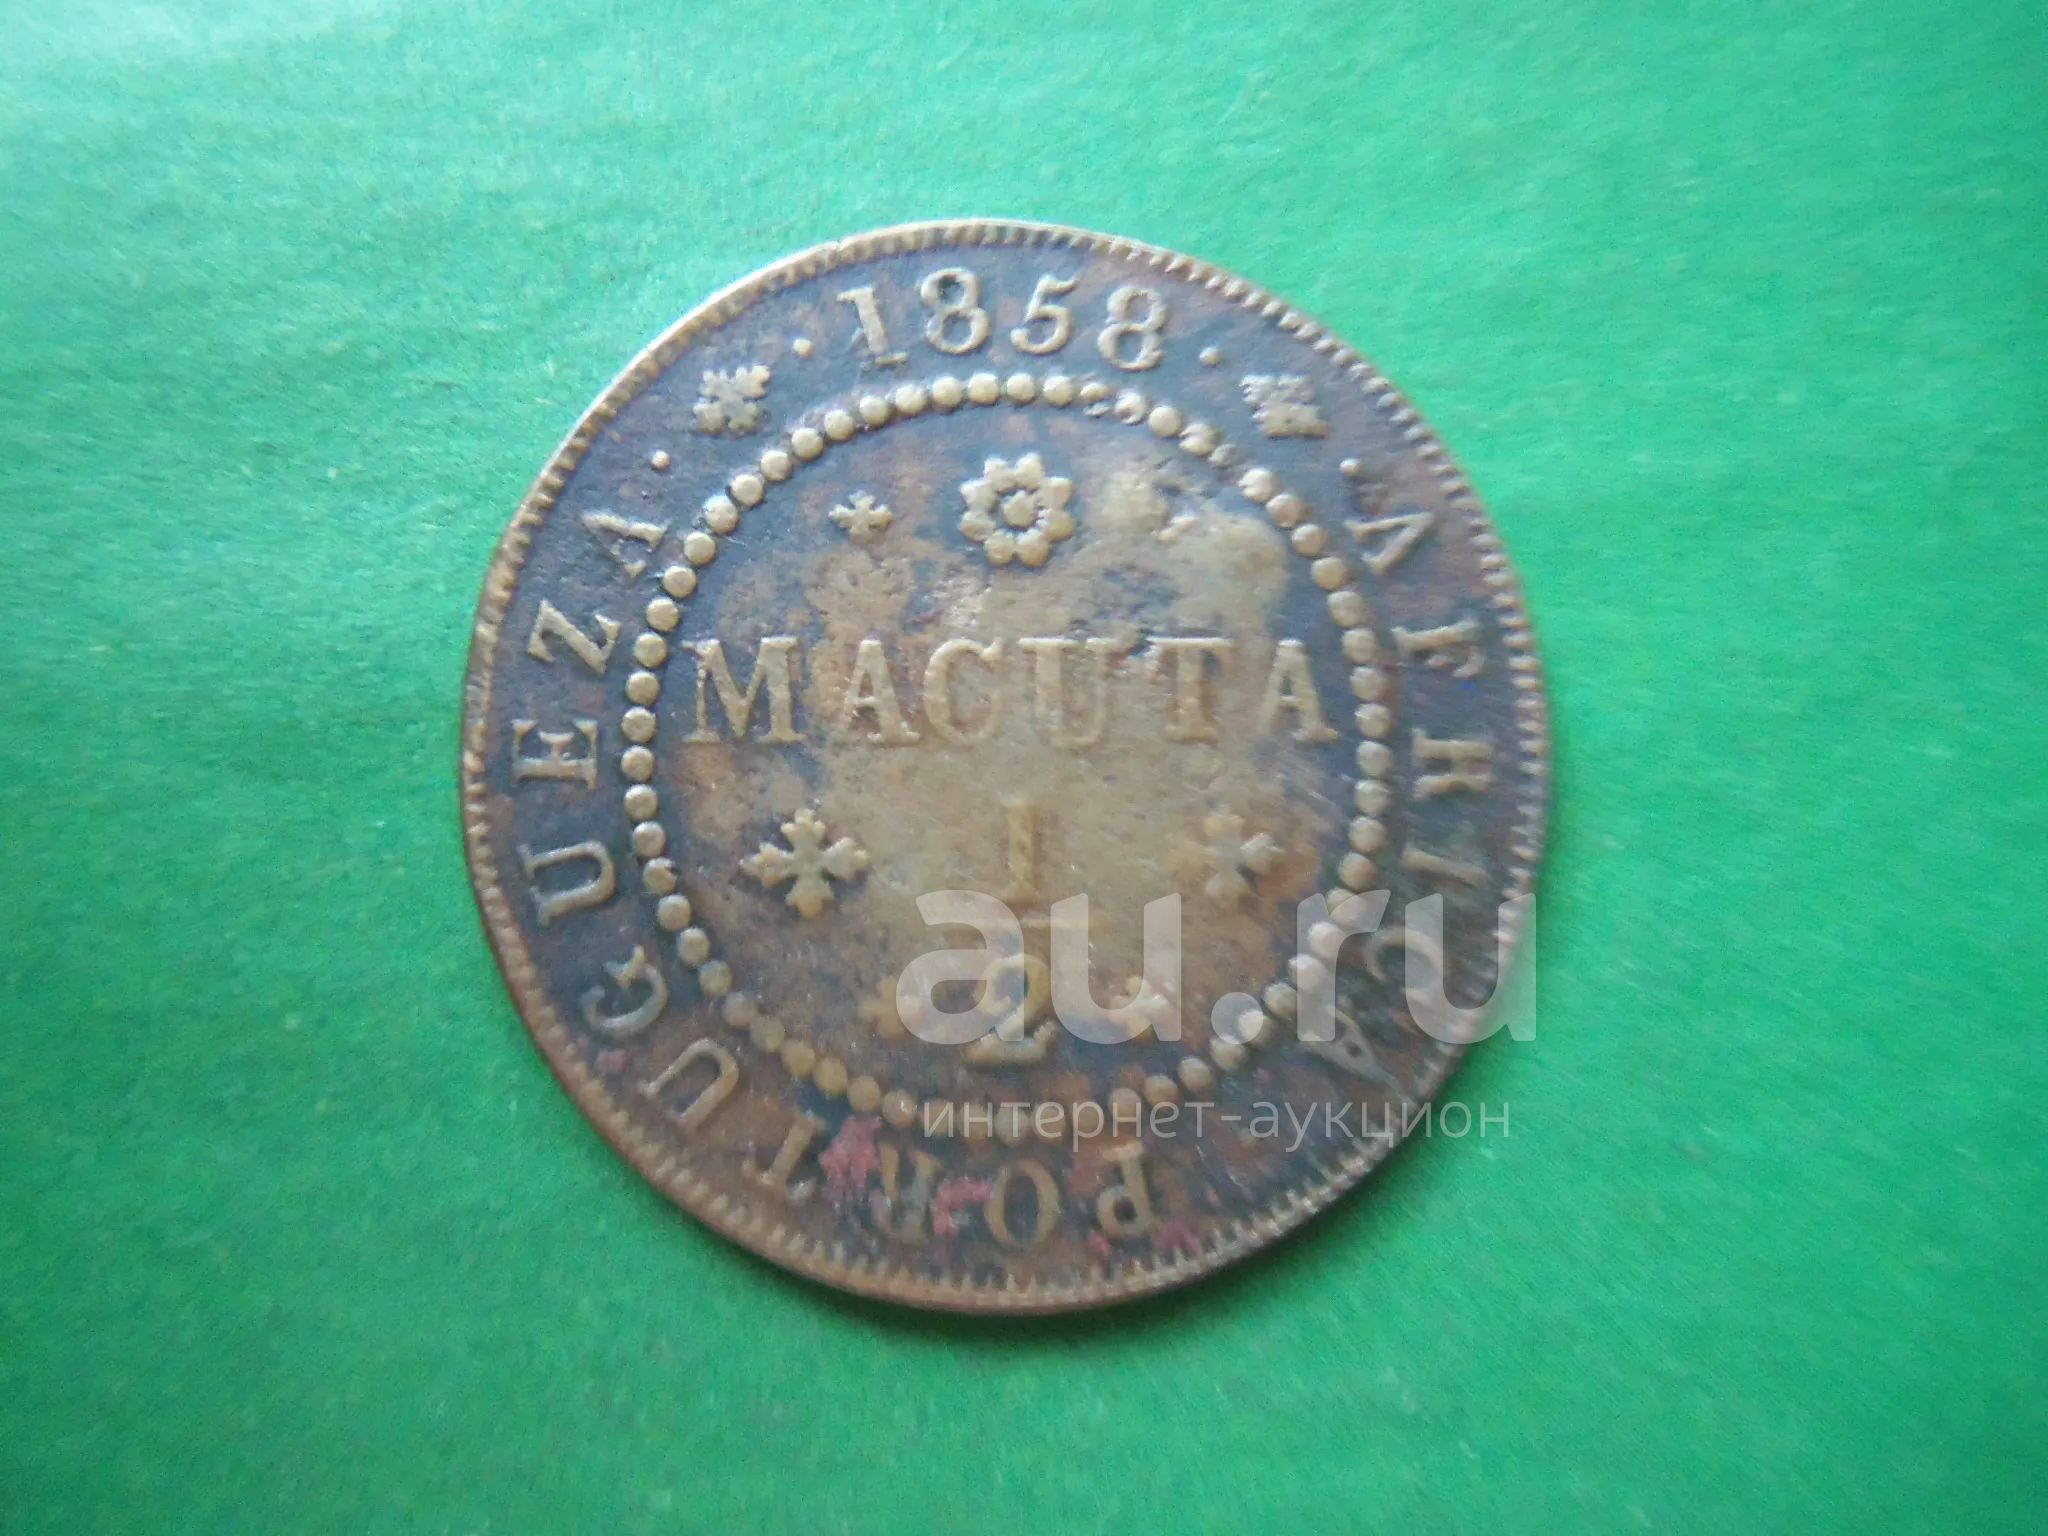 · 1858 ·
· AFRICA PORTUGUEZA ·
MACUTA
1
2
au.ru
интернет-аукцион